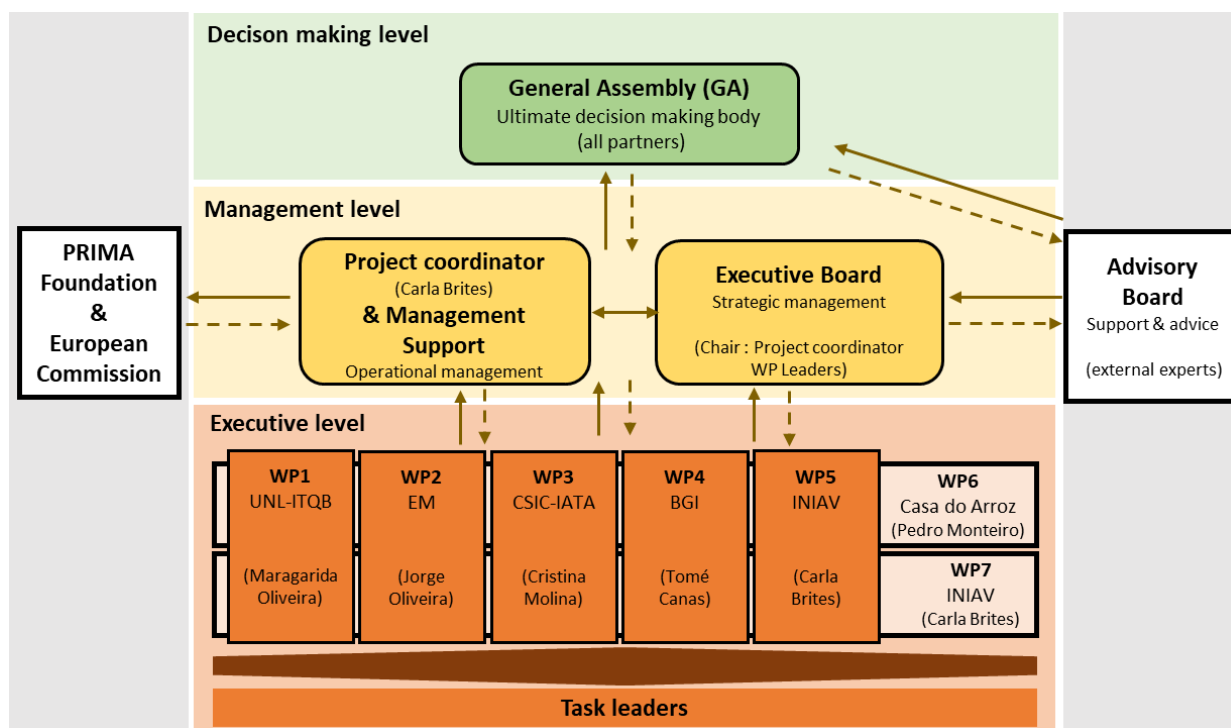 Decison making level
General Assembly (GA)
Ultimate decision making body
(all partners)
Management level
PRIMA
Foundation
&
European
Commission
Project coordinator
(Carla Brites)
& Management
Support
Operational management
Executive Board
Strategic management
(Chair : Project coordinator
WP Leaders)
Advisory
Board
Support & advice
(external experts)
Executive level
WP1
UNL-ITQB
(Maragarida
Oliveira)
WP2
EM
(Jorge
Oliveira)
WP3
CSIC-IATA
(Cristina
Molina)
WP4
BGI
(Tomé
Canas)
WP5
INIAV
(Carla
Brites)
WP6
Casa do Arroz
(Pedro Monteiro)
WP7
INIAV
(Carla Brites)
Task leaders